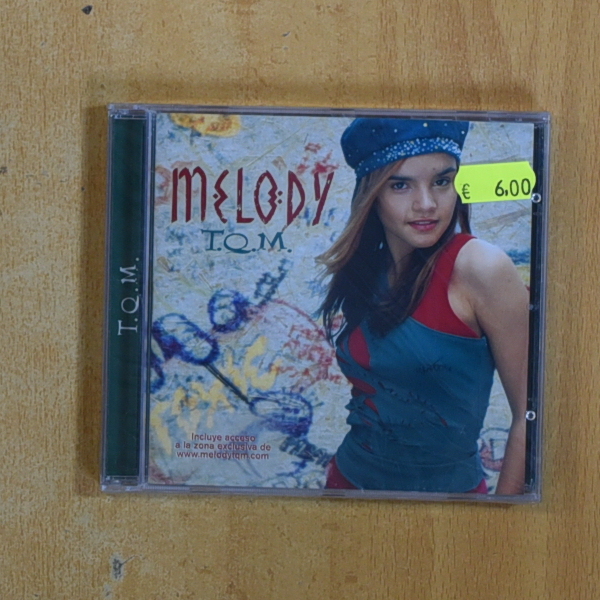 MELODY
T.Q.M.
€ 6,00
T.Q.M.
Incluye acceso
a la zona exclusiva de
www.melodytqm.com